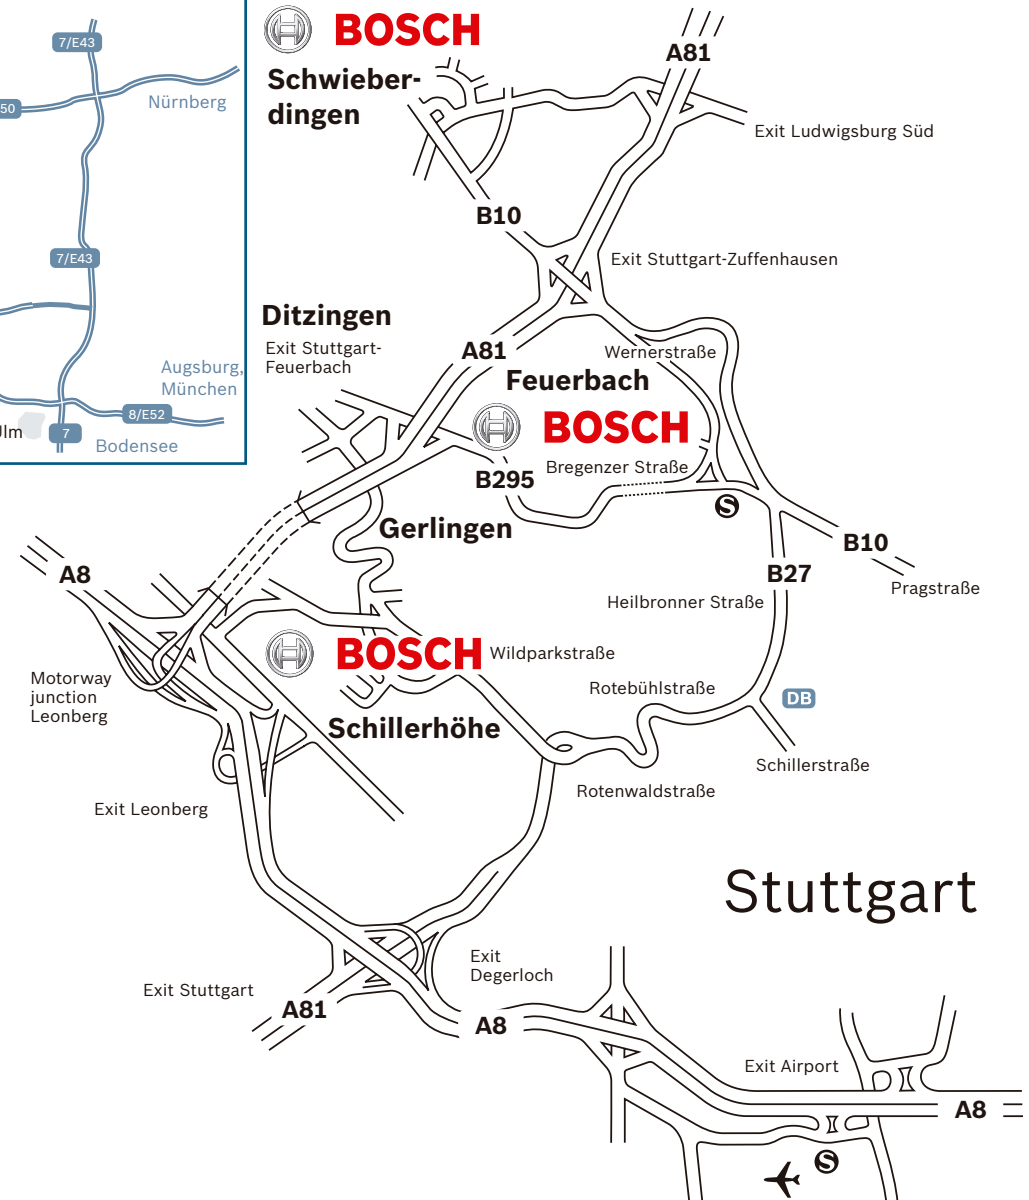 7/E43
50
Nürnberg
7/E43
Augsburg,
München
8/E52
7
Bodensee
BOSCH
Schwieber-
dingen
A81
Exit Ludwigsburg Süd
B10
Exit Stuttgart-Zuffenhausen
Ditzingen
Exit Stuttgart-
Feuerbach
A81
Wernerstraße
Feuerbach
BOSCH
B295
Bregenzer Straße
S
Gerlingen
B10
A8
B27
Pragstraße
Heilbronner Straße
BOSCH
Wildparkstraße
Motorway
junction
Leonberg
Rotebühlstraße
DB
Schillerhöhe
Schillerstraße
Rotenwaldstraße
Exit Leonberg
Stuttgart
Exit
Degerloch
Exit Stuttgart
A81
A8
Exit Airport
A8
S